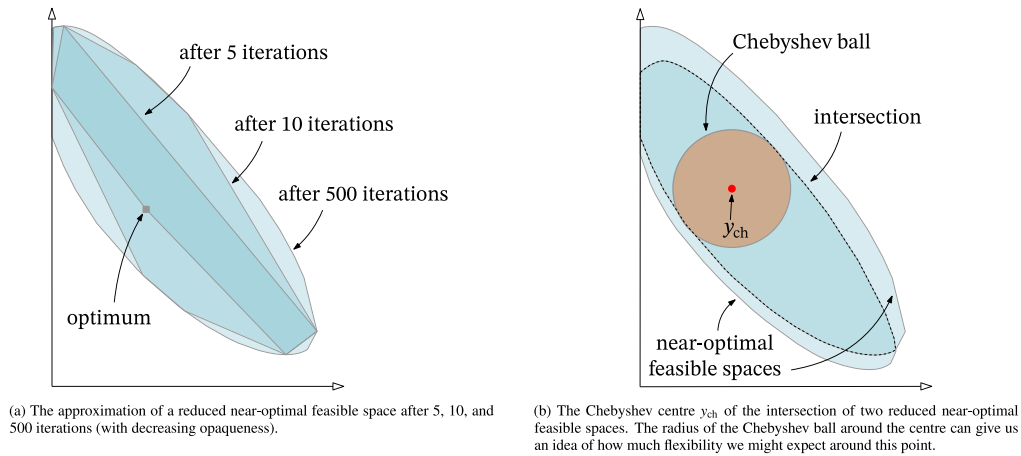 after 5 iterations
after 10 iterations
after 500 iterations
optimum
(a) The approximation of a reduced near-optimal feasible space after 5, 10, and
500 iterations (with decreasing opaqueness).
Chebyshev ball
intersection
y_ch
near-optimal
feasible spaces
(b) The Chebyshev centre y_ch of the intersection of two reduced near-optimal
feasible spaces. The radius of the Chebyshev ball around the centre can give us
an idea of how much flexibility we might expect around this point.